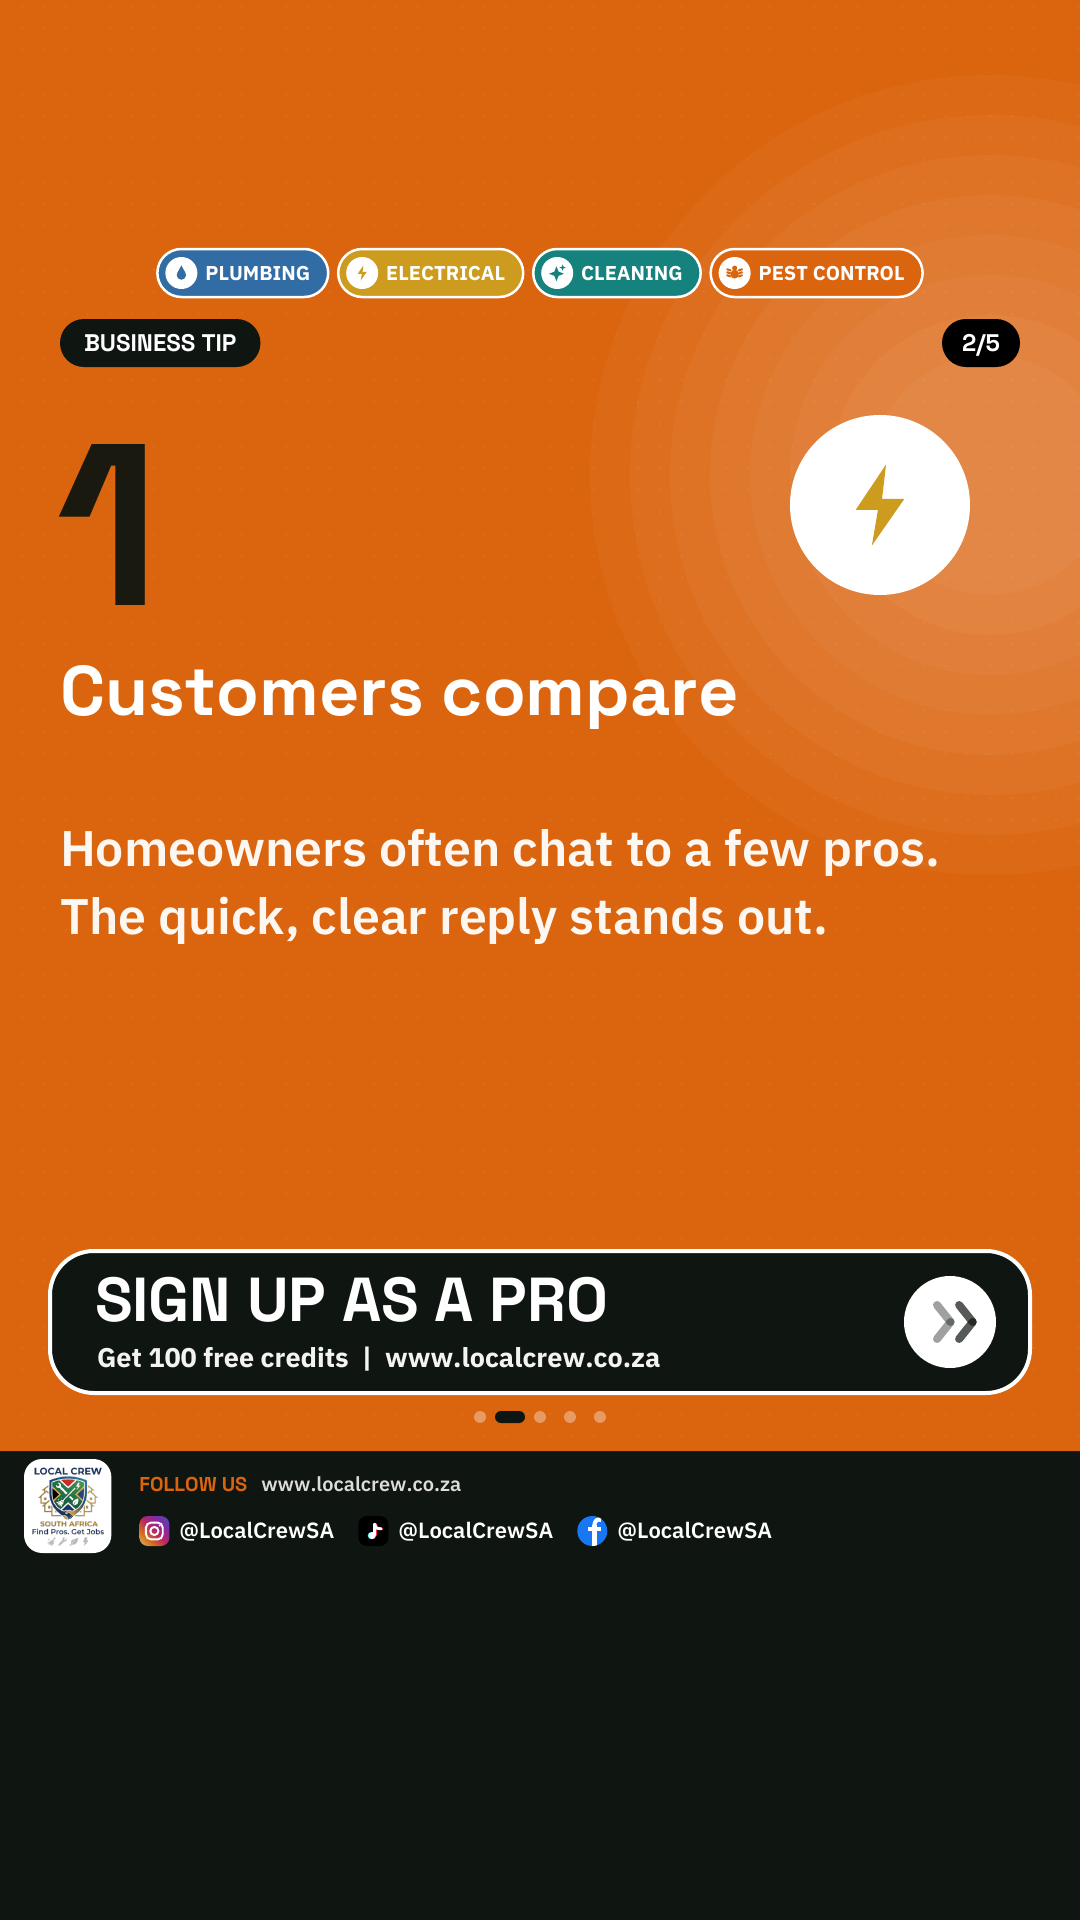 PLUMBING
ELECTRICAL
CLEANING
PEST CONTROL
BUSINESS TIP
2/5
1
Customers compare
Homeowners often chat to a few pros.
The quick, clear reply stands out.
SIGN UP AS A PRO
Get 100 free credits | www.localcrew.co.za
LOCAL CREW
SOUTH AFRICA
Find Pros. Get Jobs
FOLLOW US www.localcrew.co.za
@LocalCrewSA @LocalCrewSA @LocalCrewSA